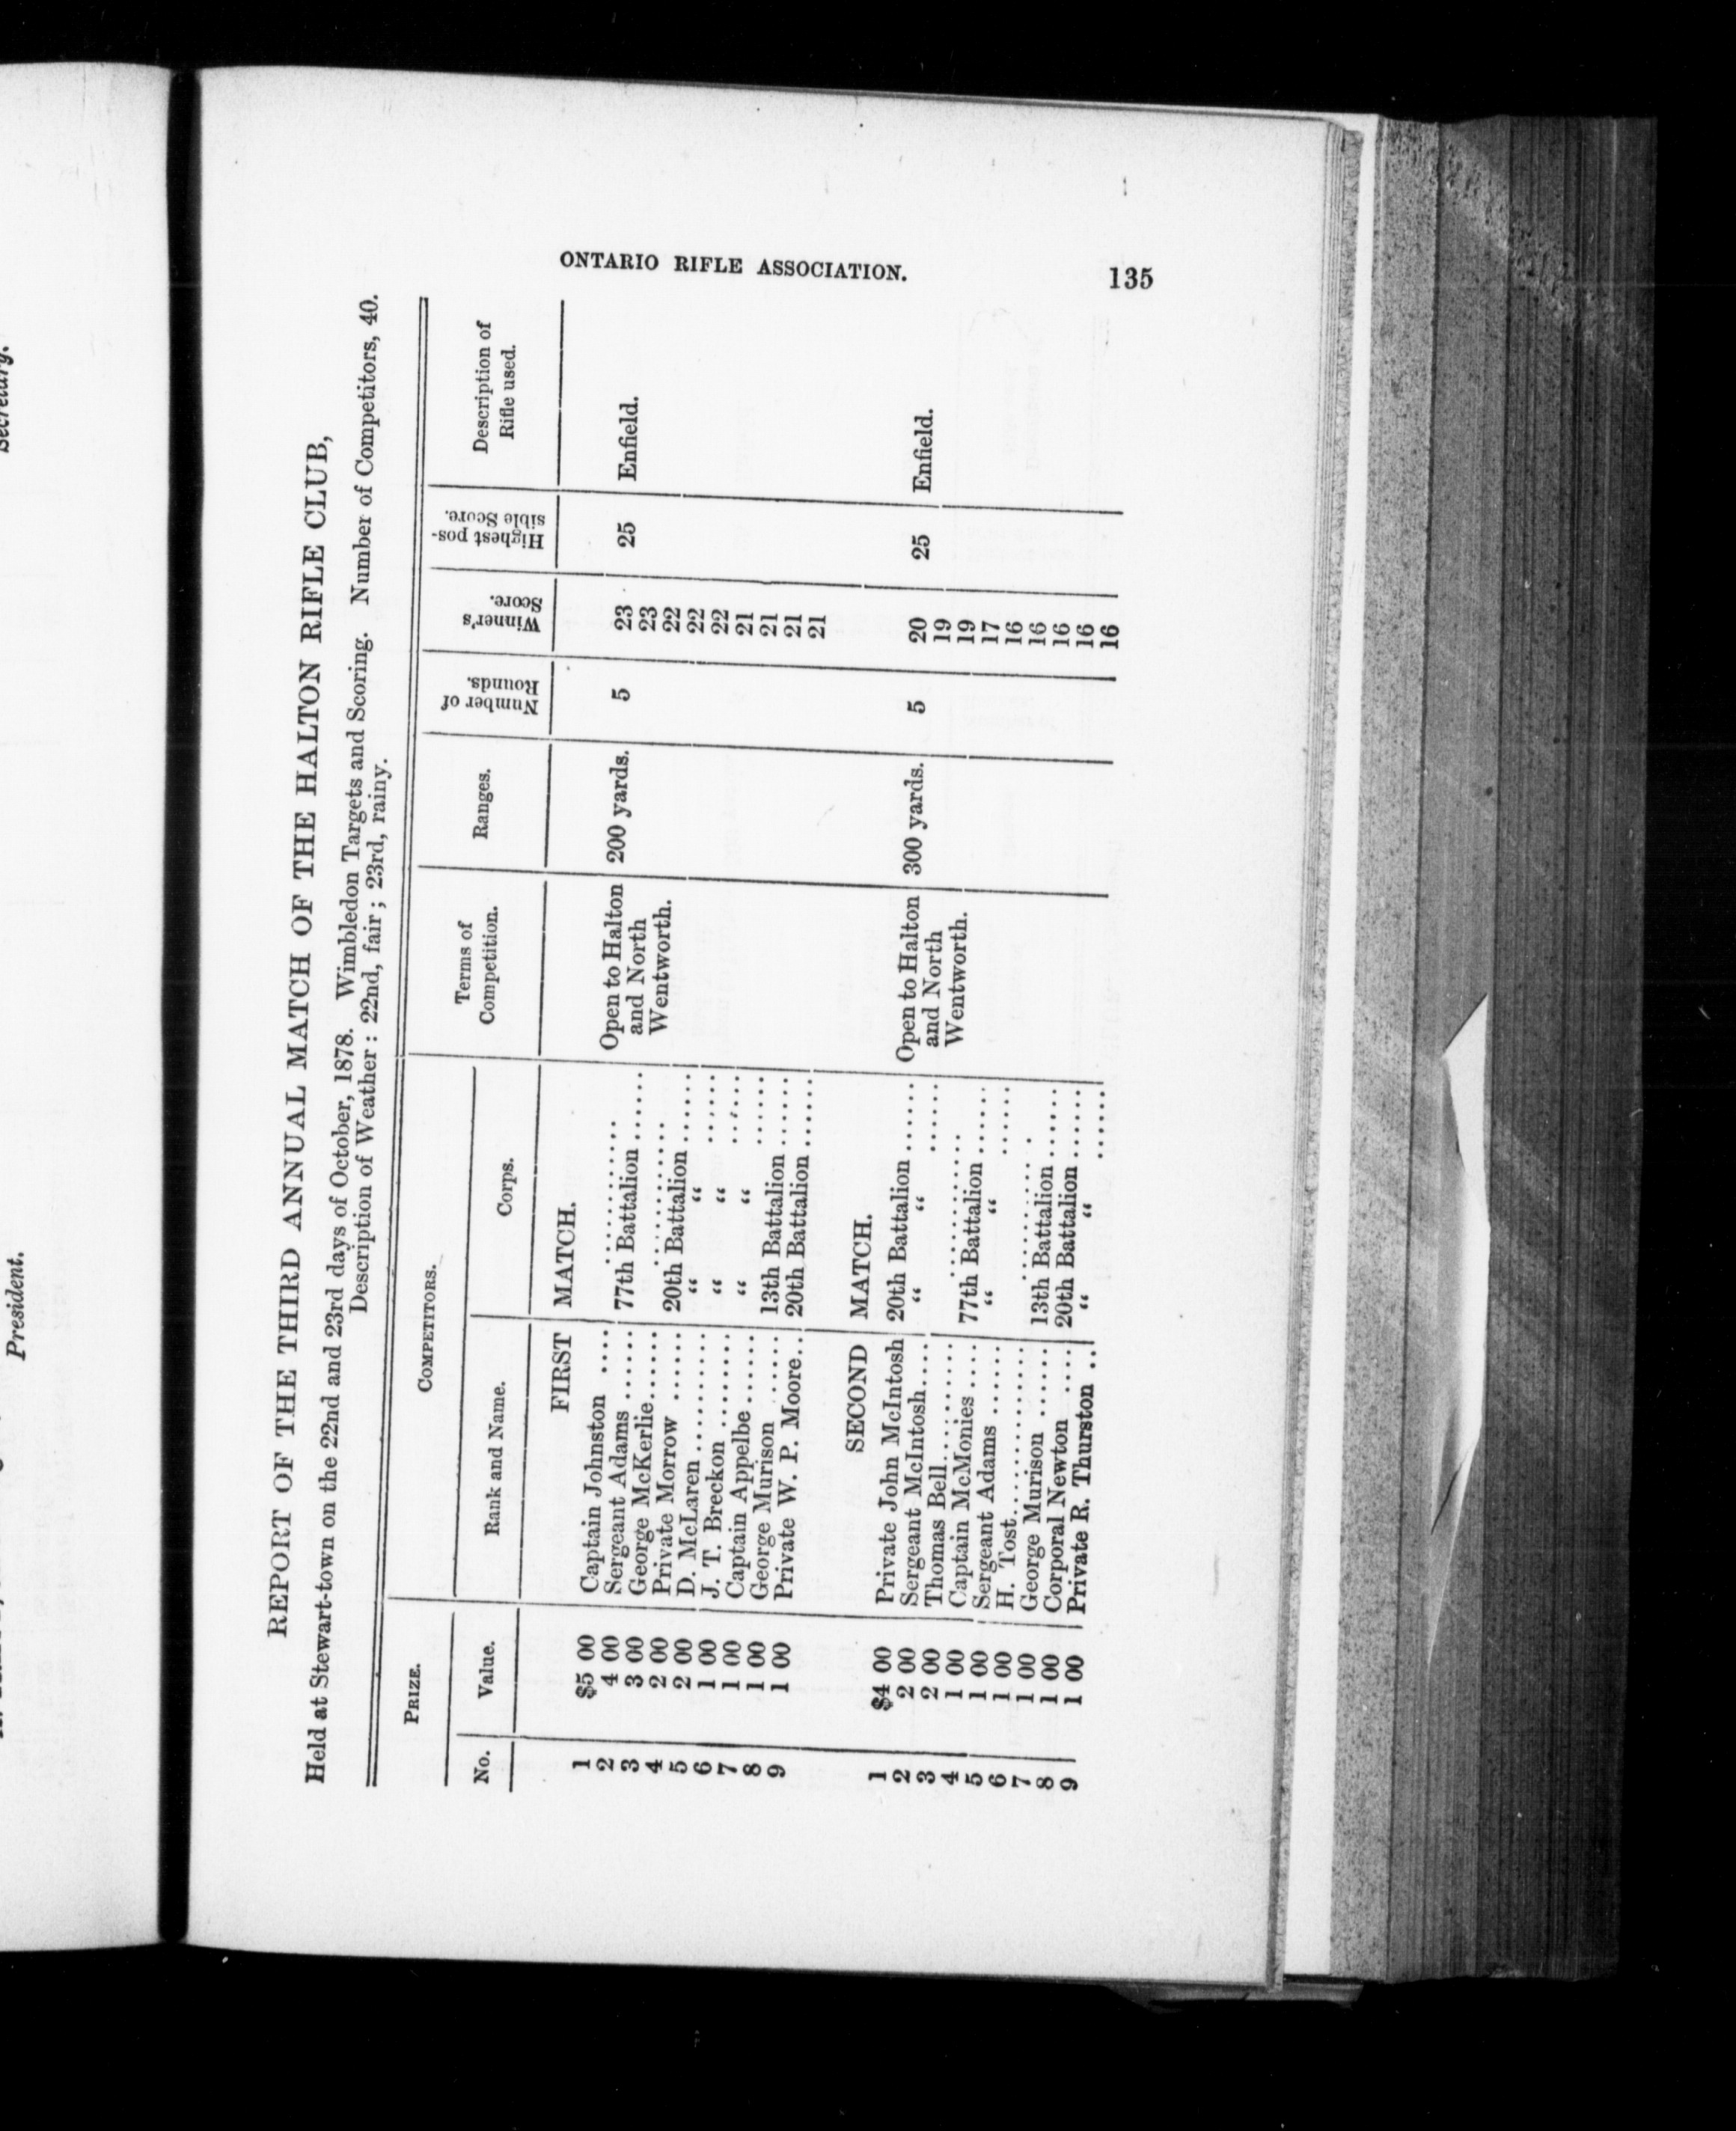 President.
ONTARIO RIFLE ASSOCIATION. 135
REPORT OF THE THIRD ANNUAL MATCH OF THE HALTON RIFLE CLUB,
Held at Stewart-town on the 22nd and 23rd days of October, 1878. Wimbledon Targets and Scoring. Number of Competitors, 40.
Description of Weather: 22nd, fair; 23rd, rainy.
PRIZE. COMPETITORS. Terms of Competition. Ranges. Number of Rounds. Winner's Score. Highest pos-sible Score. Description of Rifle used.
No. Value. Rank and Name. Corps.
FIRST MATCH.
1 $5 00 Captain Johnston .... ............ Open to Halton 200 yards. 5 23 25 Enfield.
2 4 00 Sergeant Adams ...... 77th Battalion ...... and North 23
3 3 00 George McKerlie...... ............ Wentworth. 22
4 2 00 Private Morrow ...... 20th Battalion ...... 22
5 2 00 D. McLaren .......... “ “ ...... 22
6 1 00 J. T. Breckon ........ “ “ ...... 21
7 1 00 Captain Appelbe ...... “ “ ...... 21
8 1 00 George Murison ...... 13th Battalion ...... 21
9 1 00 Private W. P. Moore.. 20th Battalion ...... 21
SECOND MATCH.
1 $4 00 Private John McIntosh 20th Battalion ...... Open to Halton 300 yards. 5 20 25 Enfield.
2 2 00 Sergeant McIntosh.... “ “ ...... and North 19
3 2 00 Thomas Bell.......... ............ Wentworth. 19
4 1 00 Captain McMonies .... 77th Battalion ...... 17
5 1 00 Sergeant Adams ...... “ “ ...... 16
6 1 00 H. Tost.............. ............ 16
7 1 00 George Murison ...... 13th Battalion ...... 16
8 1 00 Corporal Newton .... 20th Battalion ...... 16
9 1 00 Private R. Thurston .. “ “ ...... 16